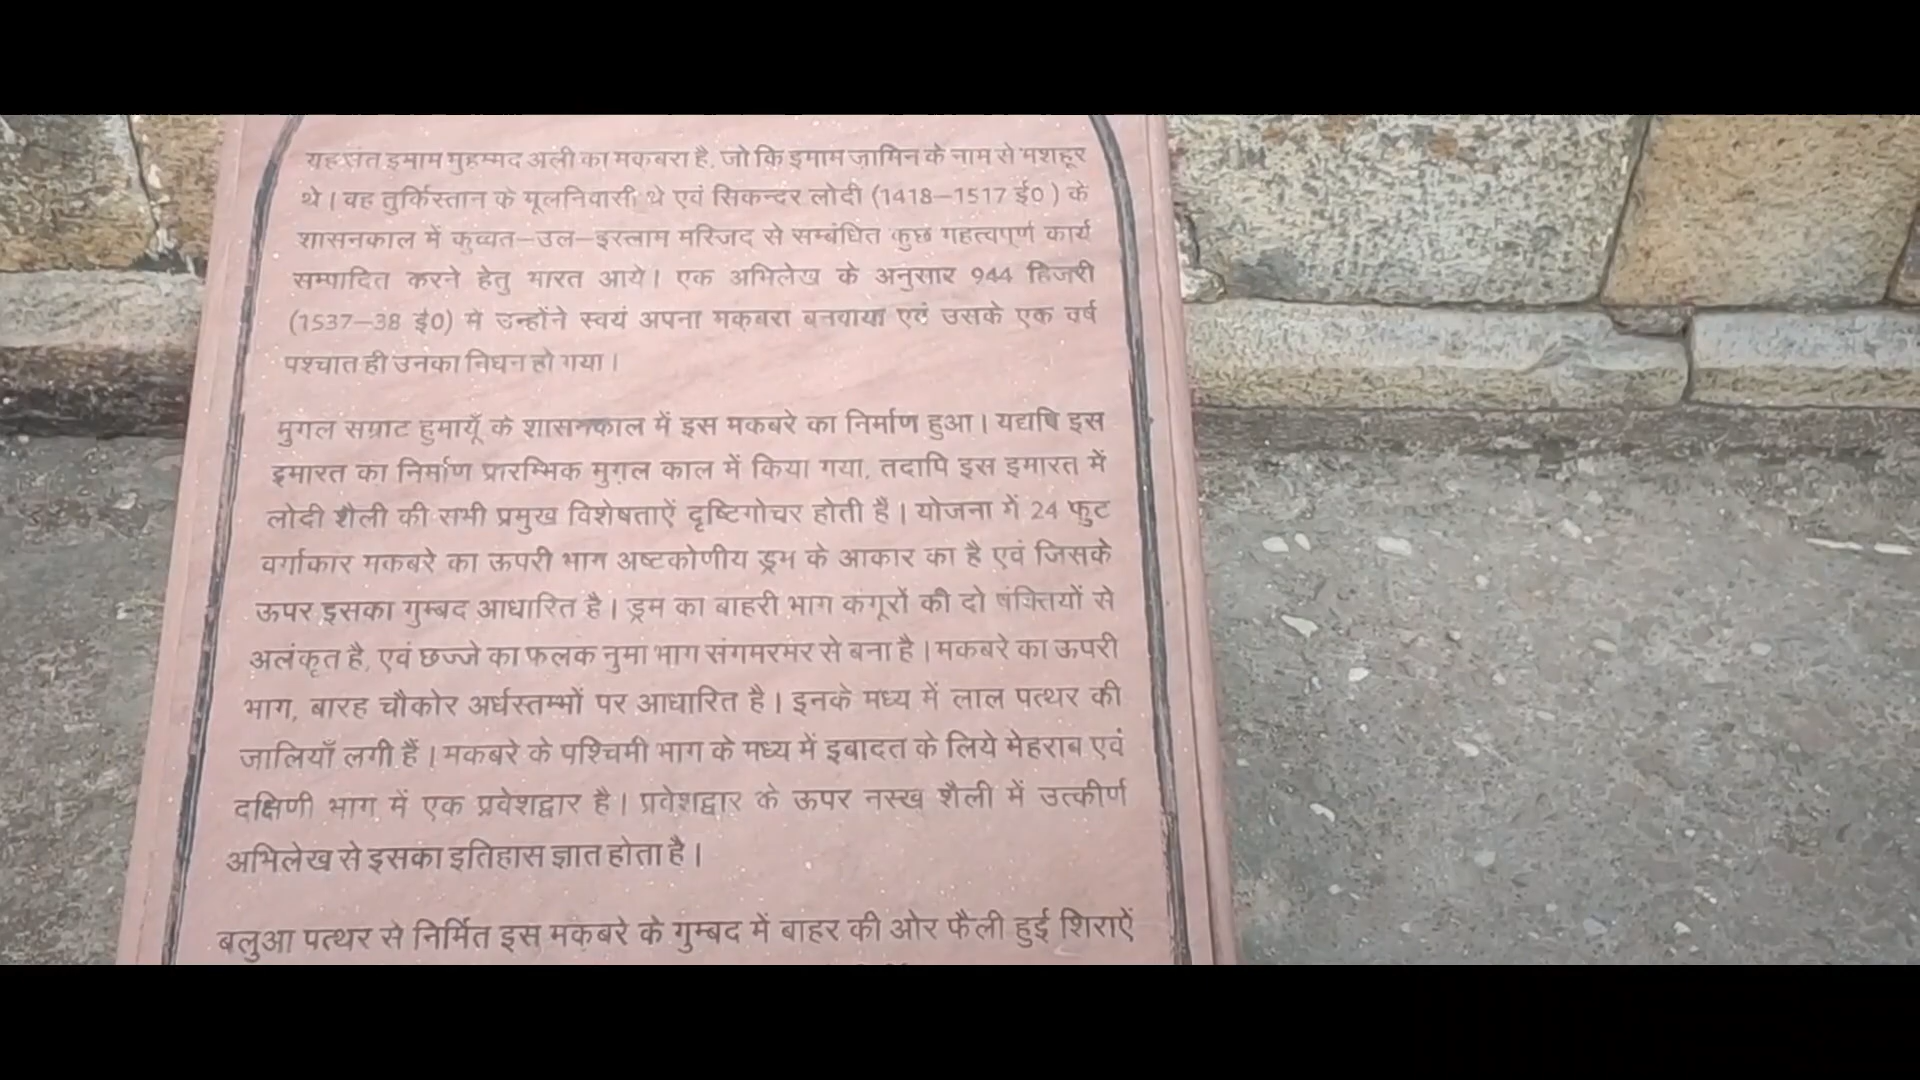 यह संत इमाम मुहम्मद अली का मकबरा है, जो कि इमाम ज़ामिन के नाम से मशहूर
थे। वह तुर्किस्तान के मूलनिवासी थे एवं सिकन्दर लोदी (1418–1517 ई0) के
शासनकाल में कुव्वत–उल–इस्लाम मस्जिद से सम्बंधित कुछ महत्वपूर्ण कार्य
सम्पादित करने हेतु भारत आये। एक अभिलेख के अनुसार 944 हिजरी
(1537–38 ई0) में उन्होंने स्वयं अपना मकबरा बनवाया एवं उसके एक वर्ष
पश्चात ही उनका निधन हो गया।
मुगल सम्राट हुमायूँ के शासनकाल में इस मकबरे का निर्माण हुआ। यद्यपि इस
इमारत का निर्माण प्रारम्भिक मुग़ल काल में किया गया, तदापि इस इमारत में
लोदी शैली की सभी प्रमुख विशेषताऐं दृष्टिगोचर होती हैं। योजना में 24 फुट
वर्गाकार मकबरे का ऊपरी भाग अष्टकोणीय ड्रम के आकार का है एवं जिसके
ऊपर इसका गुम्बद आधारित है। ड्रम का बाहरी भाग कगूरों की दो पंक्तियों से
अलंकृत है, एवं छज्जे का फलक नुमा भाग संगमरमर से बना है। मकबरे का ऊपरी
भाग, बारह चौकोर अर्धस्तम्भों पर आधारित है। इनके मध्य में लाल पत्थर की
जालियाँ लगी हैं। मकबरे के पश्चिमी भाग के मध्य में इबादत के लिये मेहराब एवं
दक्षिणी भाग में एक प्रवेशद्वार है। प्रवेशद्वार के ऊपर नस्ख शैली में उत्कीर्ण
अभिलेख से इसका इतिहास ज्ञात होता है।
बलुआ पत्थर से निर्मित इस मकबरे के गुम्बद में बाहर की ओर फैली हुई शिराऐं